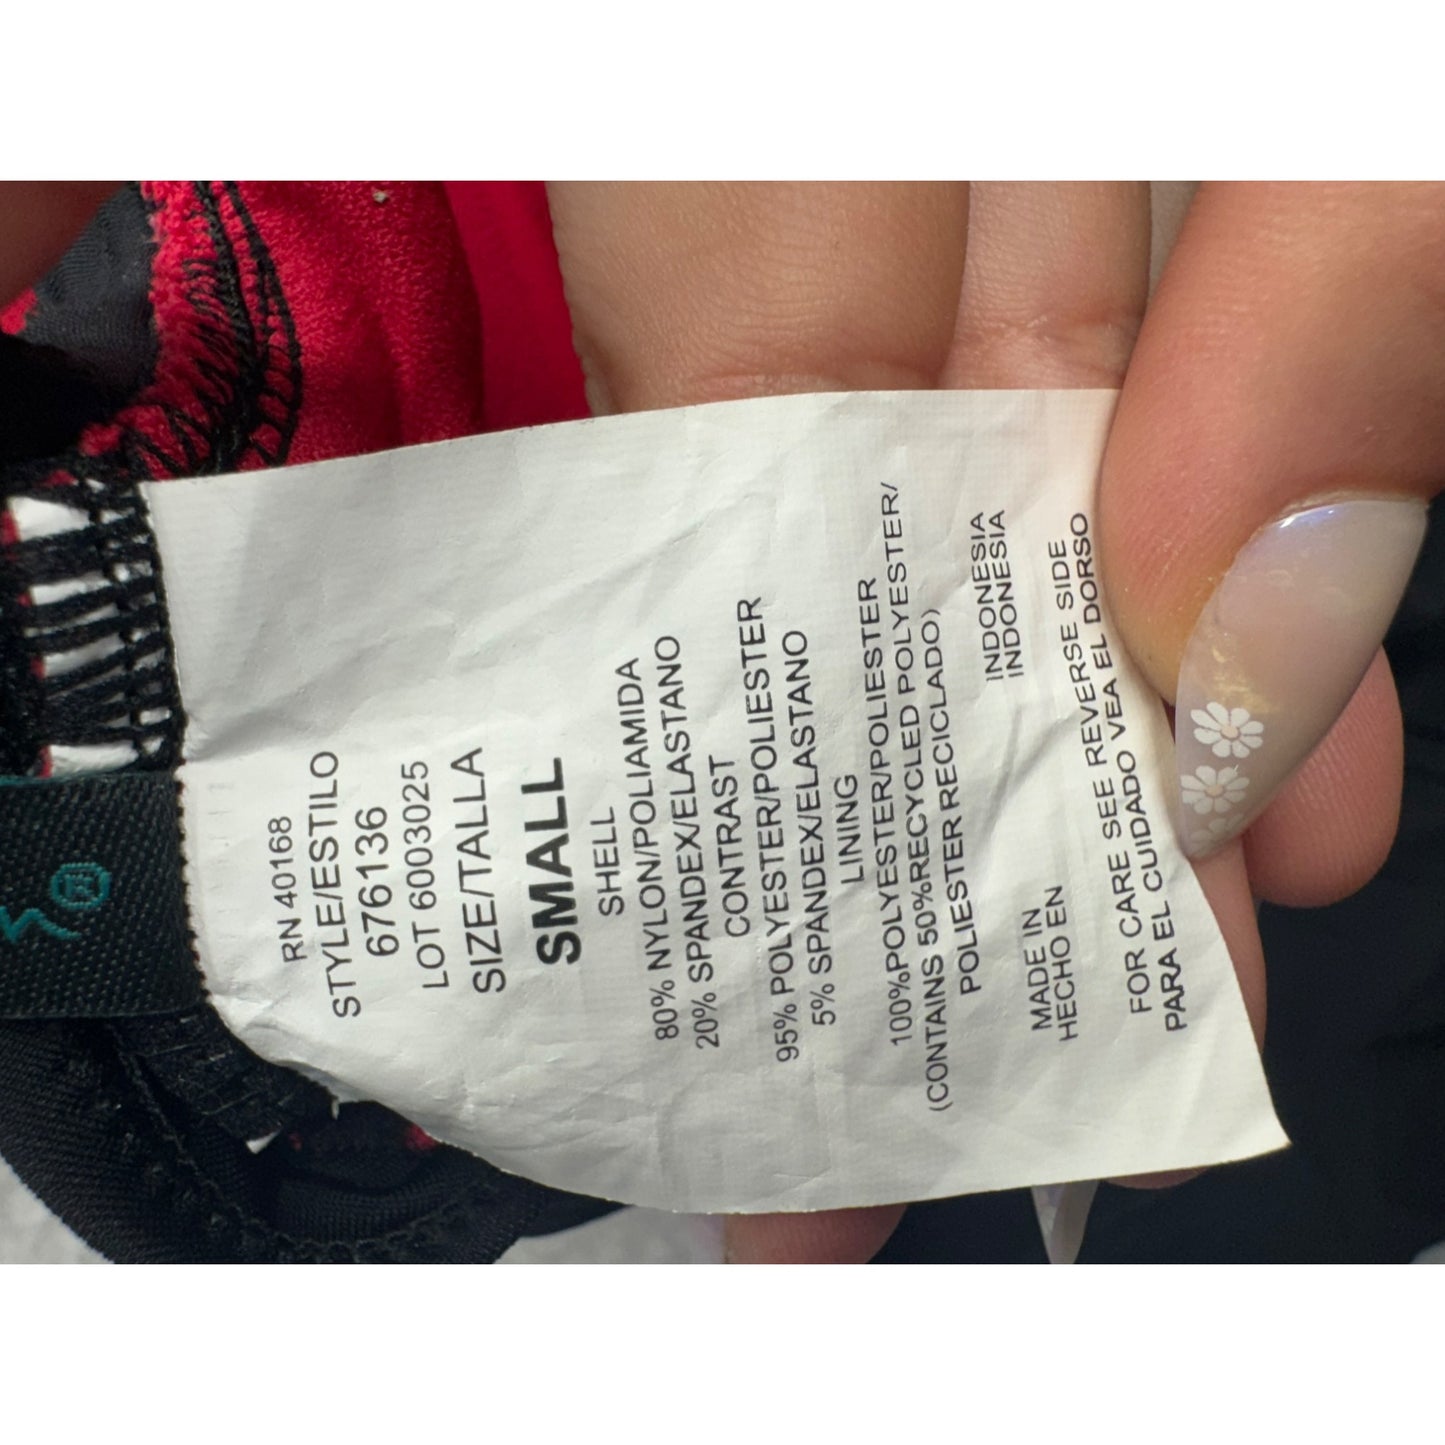 RN 40168
STYLE/ESTILO
676136
LOT 6003025
SIZE/TALLA
SMALL
SHELL
80% NYLON/POLIAMIDA
20% SPANDEX/ELASTANO
CONTRAST
95% POLYESTER/POLIESTER
5% SPANDEX/ELASTANO
LINING
100%POLYESTER/POLIESTER
(CONTAINS 50%RECYCLED POLYESTER/
POLIESTER RECICLADO)
MADE IN INDONESIA
HECHO EN INDONESIA
FOR CARE SEE REVERSE SIDE
PARA EL CUIDADO VEA EL DORSO
®